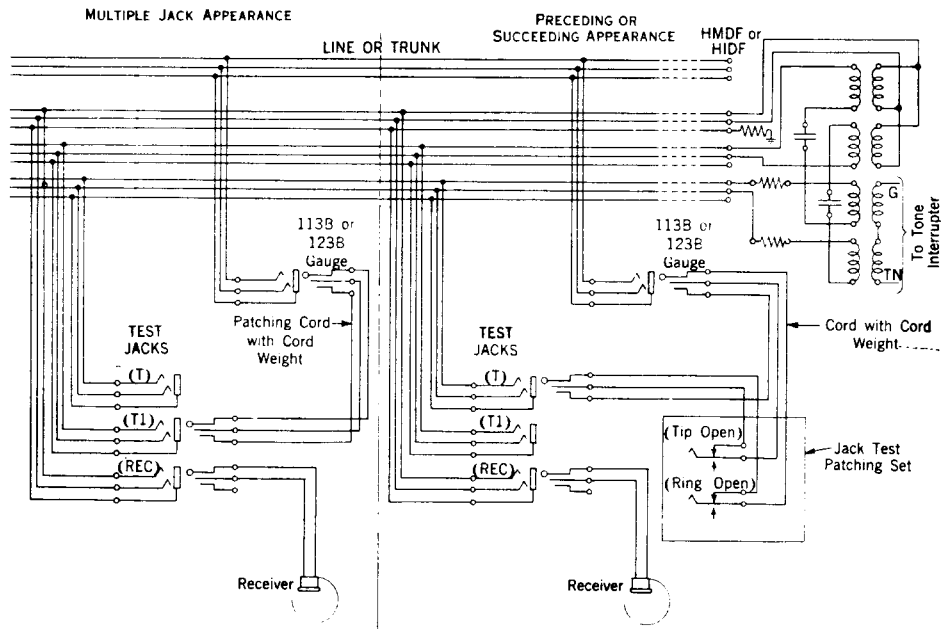 MULTIPLE JACK APPEARANCE
PRECEDING OR
SUCCEEDING APPEARANCE
LINE OR TRUNK
HMDF or
HIDF
113B or
123B
Gauge
113B or
123B
Gauge
G
TN
To Tone
Interrupter
Patching Cord
with Cord
Weight
Cord with Cord
Weight
TEST
JACKS
(T)
(T1)
(REC)
TEST
JACKS
(T)
(T1)
(REC)
(Tip Open)
(Ring Open)
Jack Test
Patching Set
Receiver
Receiver